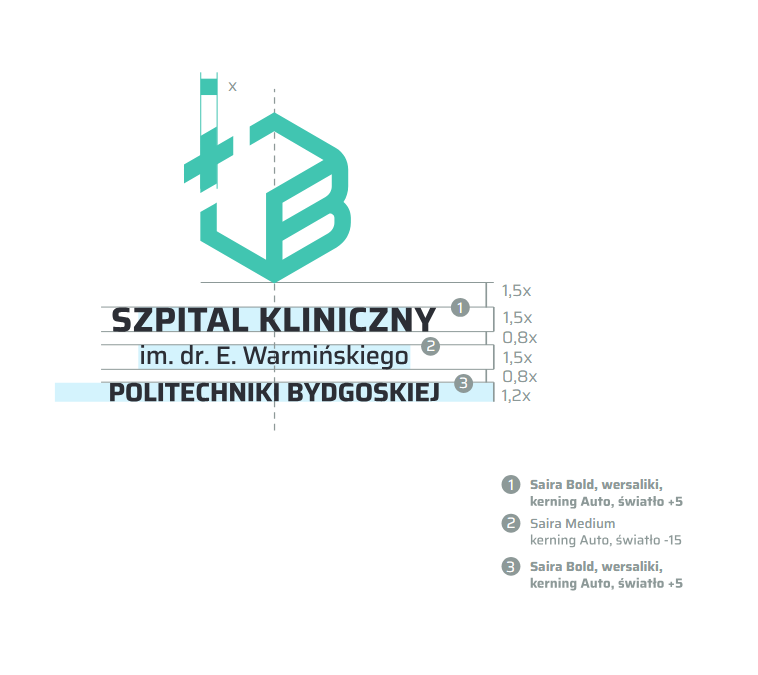 x
1,5x
SZPITAL KLINICZNY 1 1,5x
0,8x
im. dr. E. Warmińskiego 2 1,5x
0,8x
POLITECHNIKI BYDGOSKIEJ 3 1,2x
1 Saira Bold, wersaliki,
kerning Auto, światło +5
2 Saira Medium
kerning Auto, światło -15
3 Saira Bold, wersaliki,
kerning Auto, światło +5